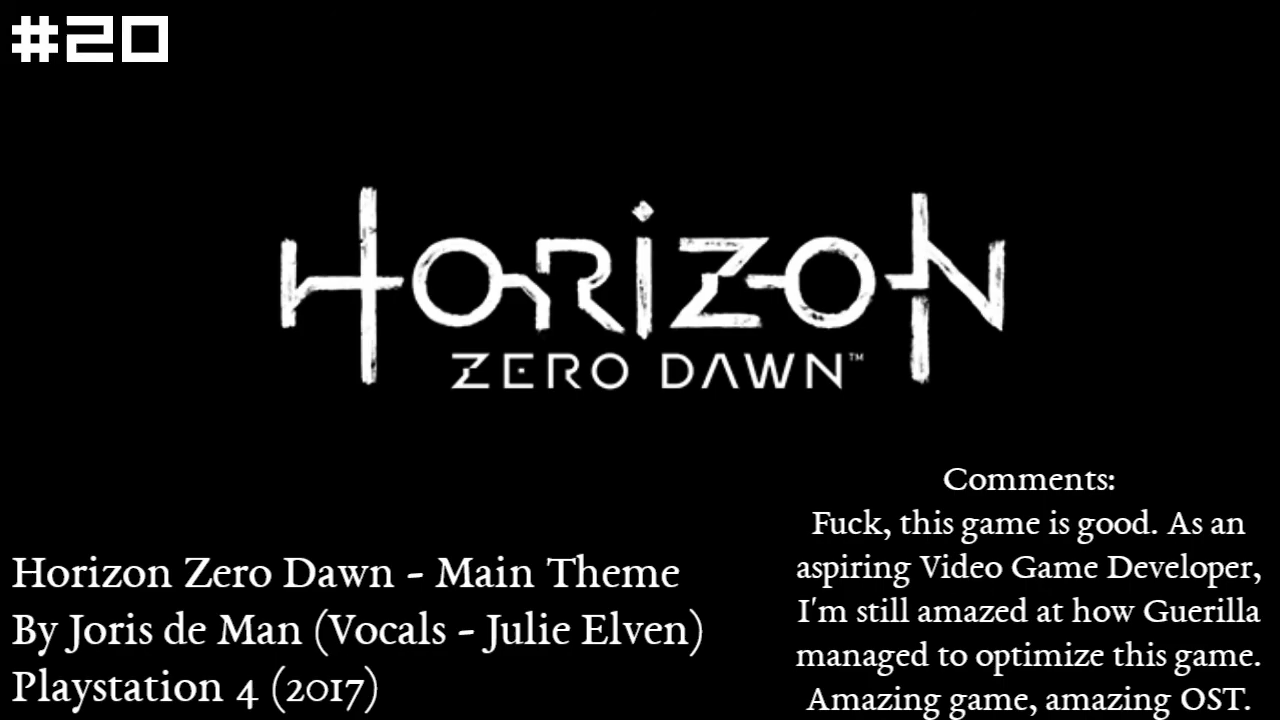 #20
HORIZON
ZERO DAWN™
Comments:
Fuck, this game is good. As an
aspiring Video Game Developer,
I'm still amazed at how Guerilla
managed to optimize this game.
Amazing game, amazing OST.
Horizon Zero Dawn - Main Theme
By Joris de Man (Vocals - Julie Elven)
Playstation 4 (2017)